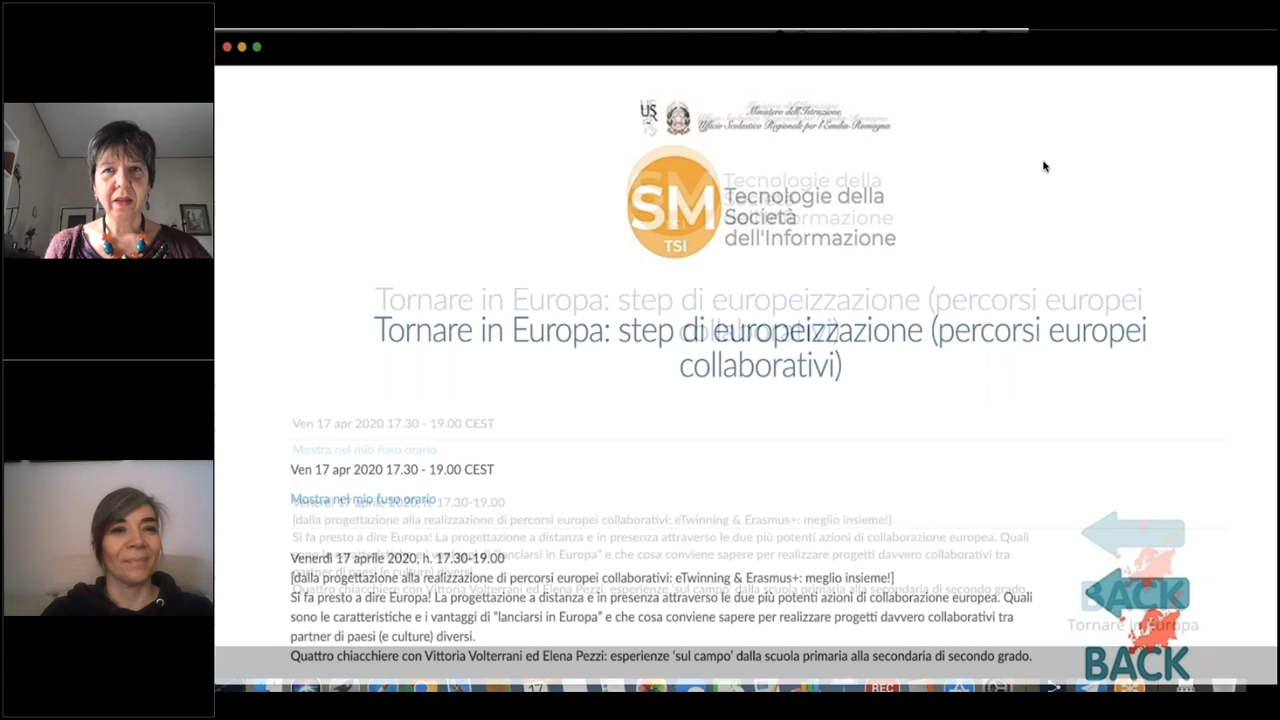 US
R
Ministero dell'Istruzione
Ufficio Scolastico Regionale per l'Emilia-Romagna
SM
TSI
Tecnologie della
Società
dell'Informazione
Tornare in Europa: step di europeizzazione (percorsi europei
collaborativi)
Ven 17 apr 2020 17.30 - 19.00 CEST
Mostra nel mio fuso orario
Venerdì 17 aprile 2020, h. 17.30-19.00
[dalla progettazione alla realizzazione di percorsi europei collaborativi: eTwinning & Erasmus+: meglio insieme!]
Si fa presto a dire Europa! La progettazione a distanza e in presenza attraverso le due più potenti azioni di collaborazione europea. Quali
sono le caratteristiche e i vantaggi di "lanciarsi in Europa" e che cosa conviene sapere per realizzare progetti davvero collaborativi tra
partner di paesi (e culture) diversi.
Quattro chiacchiere con Vittoria Volterrani ed Elena Pezzi: esperienze 'sul campo' dalla scuola primaria alla secondaria di secondo grado.
BACK
Tornare in Europa
BACK
17
REC